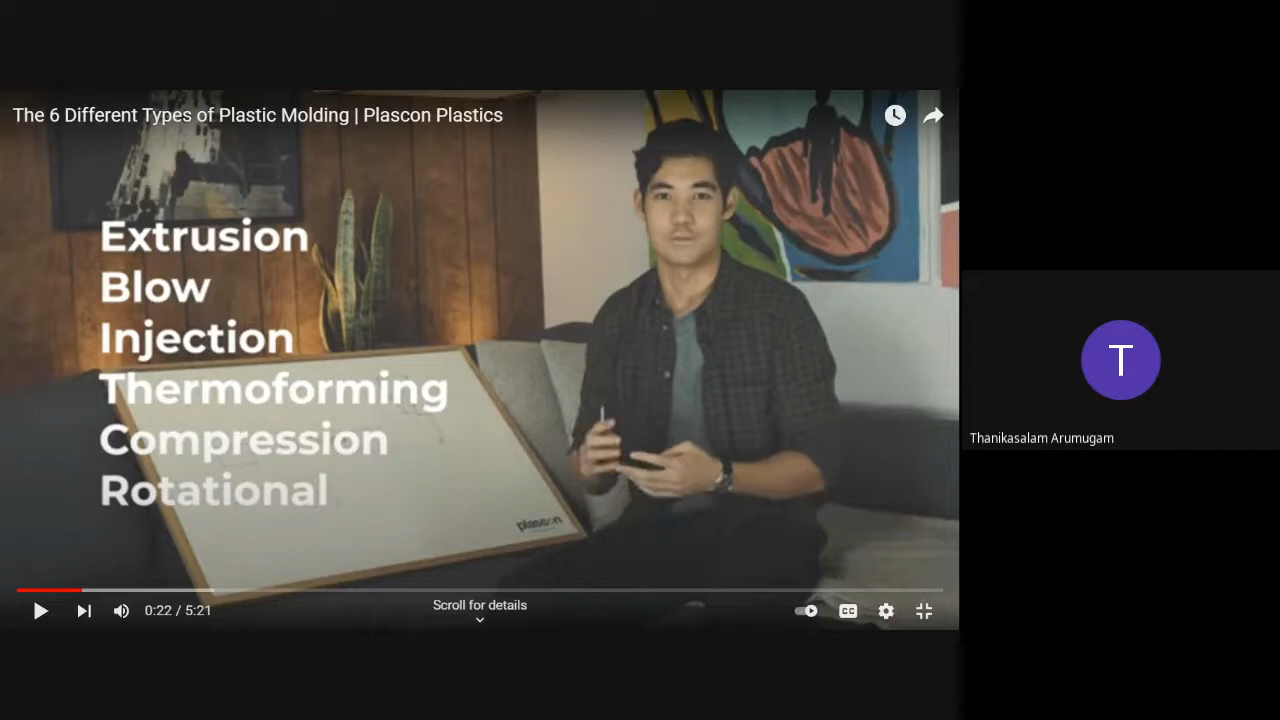 The 6 Different Types of Plastic Molding | Plascon Plastics
Extrusion
Blow
Injection
Thermoforming
Compression
Rotational
plascon
0:22 / 5:21
Scroll for details
CC
T
Thanikasalam Arumugam